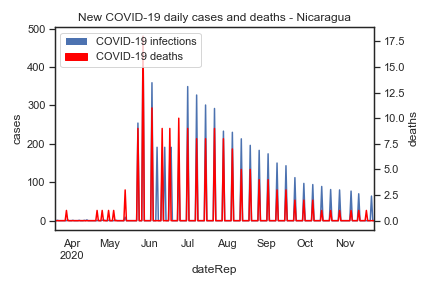 New COVID-19 daily cases and deaths - Nicaragua
COVID-19 infections
COVID-19 deaths
500
400
300
200
100
0
cases
17.5
15.0
12.5
10.0
7.5
5.0
2.5
0.0
deaths
Apr May Jun Jul Aug Sep Oct Nov
2020
dateRep